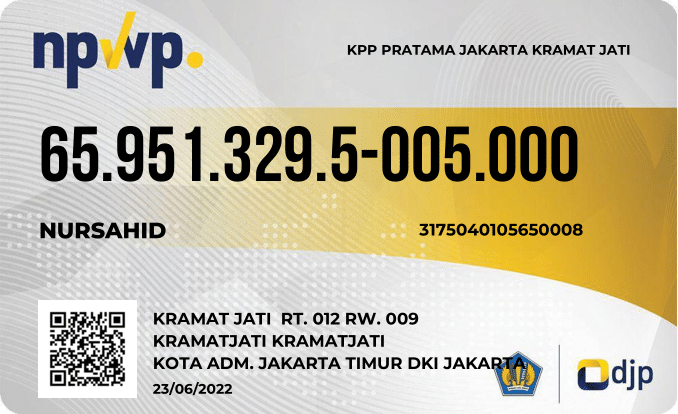 npwp.
KPP PRATAMA JAKARTA KRAMAT JATI
65.951.329.5-005.000
NURSAHID
3175040105650008
KRAMAT JATI RT. 012 RW. 009
KRAMATJATI KRAMATJATI
KOTA ADM. JAKARTA TIMUR DKI JAKARTA
23/06/2022
djp